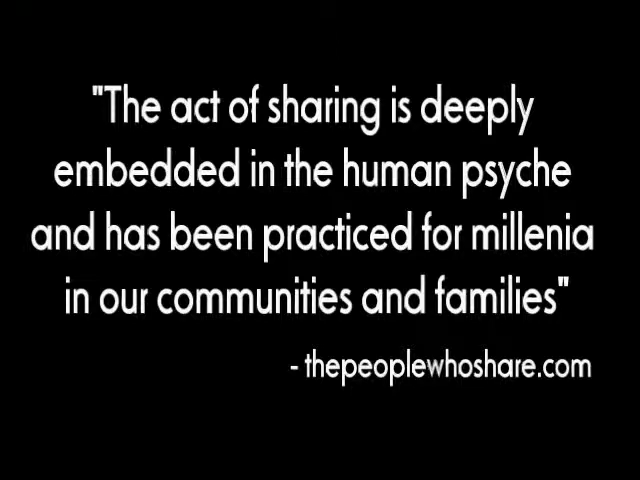 "The act of sharing is deeply
embedded in the human psyche
and has been practiced for millenia
in our communities and families"
- thepeoplewhoshare.com